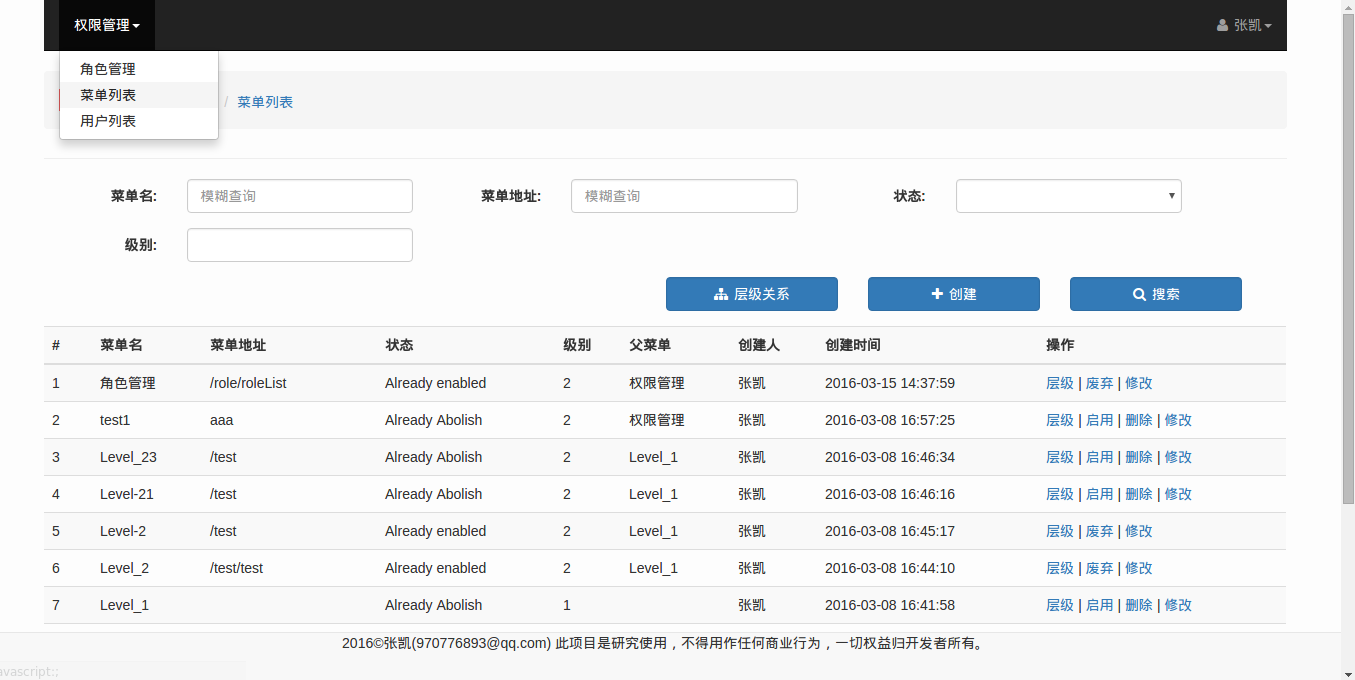 权限管理 张凯
角色管理
菜单列表
用户列表
/ 菜单列表
菜单名: 模糊查询 菜单地址: 模糊查询 状态:
级别:
层级关系 创建 搜索
# 菜单名 菜单地址 状态 级别 父菜单 创建人 创建时间 操作
1 角色管理 /role/roleList Already enabled 2 权限管理 张凯 2016-03-15 14:37:59 层级 | 废弃 | 修改
2 test1 aaa Already Abolish 2 权限管理 张凯 2016-03-08 16:57:25 层级 | 启用 | 删除 | 修改
3 Level_23 /test Already Abolish 2 Level_1 张凯 2016-03-08 16:46:34 层级 | 启用 | 删除 | 修改
4 Level-21 /test Already Abolish 2 Level_1 张凯 2016-03-08 16:46:16 层级 | 启用 | 删除 | 修改
5 Level-2 /test Already enabled 2 Level_1 张凯 2016-03-08 16:45:17 层级 | 废弃 | 修改
6 Level_2 /test/test Already enabled 2 Level_1 张凯 2016-03-08 16:44:10 层级 | 废弃 | 修改
7 Level_1 Already Abolish 1 张凯 2016-03-08 16:41:58 层级 | 启用 | 删除 | 修改
2016©张凯(970776893@qq.com) 此项目是研究使用，不得用作任何商业行为，一切权益归开发者所有。
avascript:;